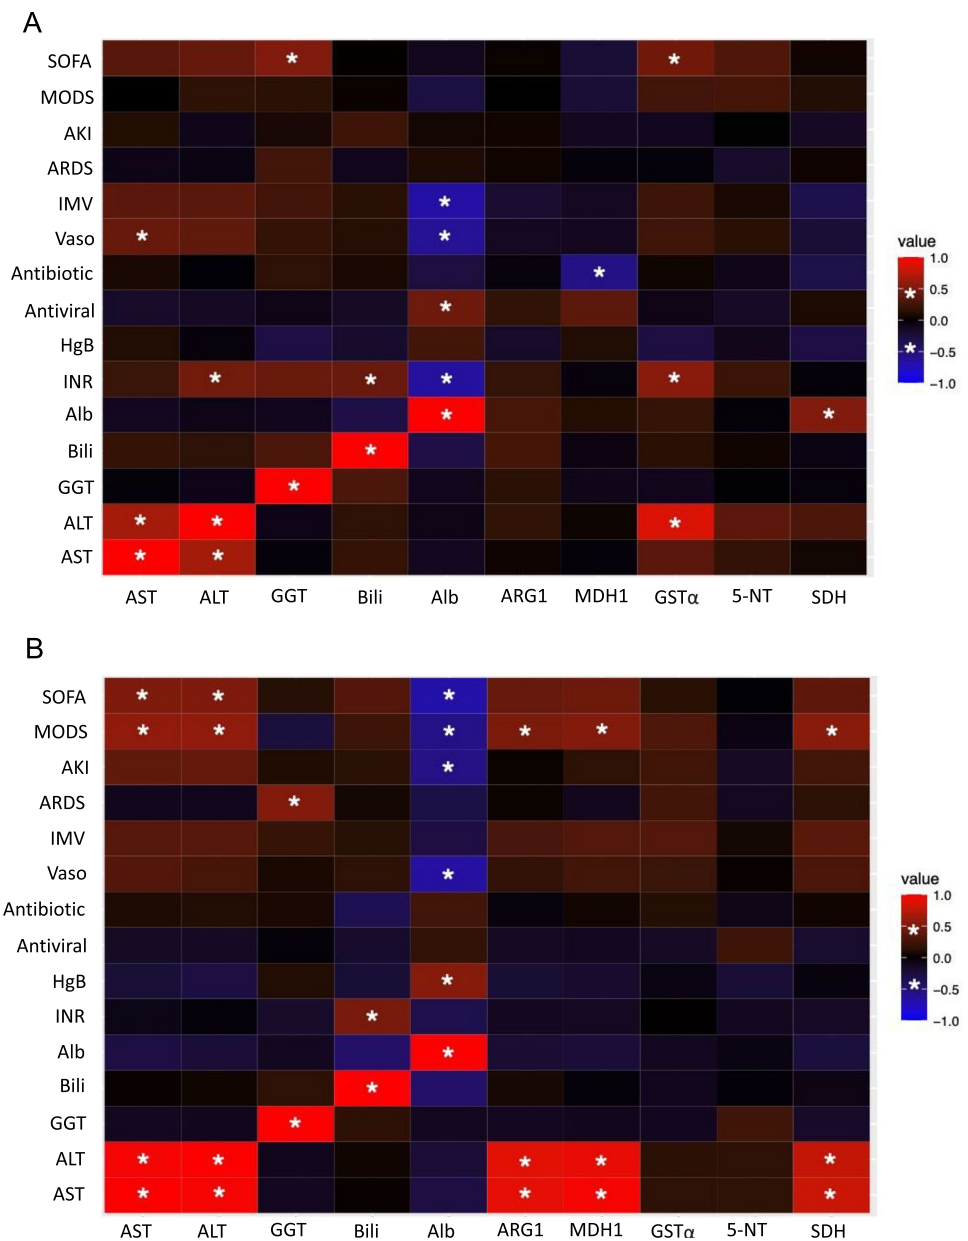 A
SOFA * *
MODS
AKI
ARDS
IMV *
Vaso * *
Antibiotic *
Antiviral *
HgB
INR * * * *
Alb * *
Bili *
GGT *
ALT * * *
AST * *
AST ALT GGT Bili Alb ARG1 MDH1 GSTα 5-NT SDH
value
1.0
* 0.5
0.0
* −0.5
−1.0
B
SOFA * * *
MODS * * * * * *
AKI *
ARDS *
IMV
Vaso *
Antibiotic
Antiviral
HgB *
INR *
Alb *
Bili *
GGT *
ALT * * * * *
AST * * * * *
AST ALT GGT Bili Alb ARG1 MDH1 GSTα 5-NT SDH
value
1.0
* 0.5
0.0
* −0.5
−1.0